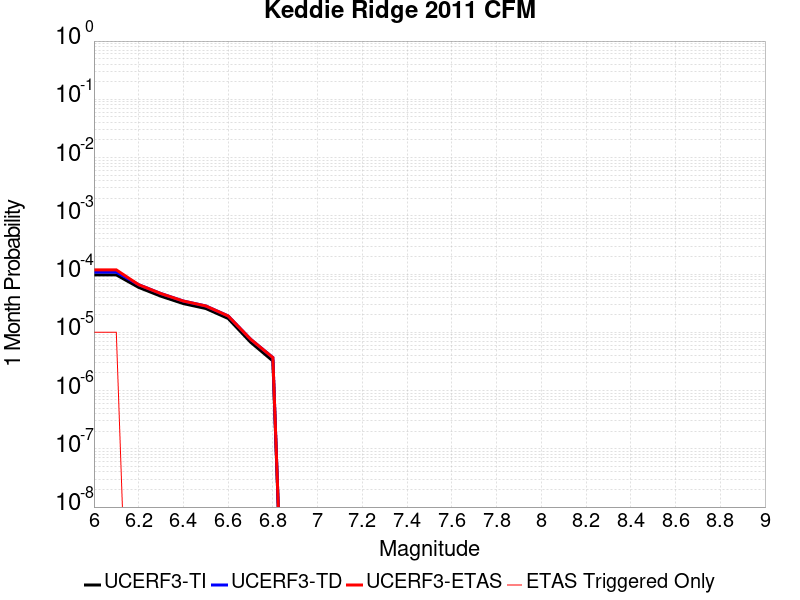 Keddie Ridge 2011 CFM
10^0
10^-1
10^-2
10^-3
10^-4
10^-5
10^-6
10^-7
10^-8
1 Month Probability
6 6.2 6.4 6.6 6.8 7 7.2 7.4 7.6 7.8 8 8.2 8.4 8.6 8.8 9
Magnitude
UCERF3-TI UCERF3-TD UCERF3-ETAS ETAS Triggered Only